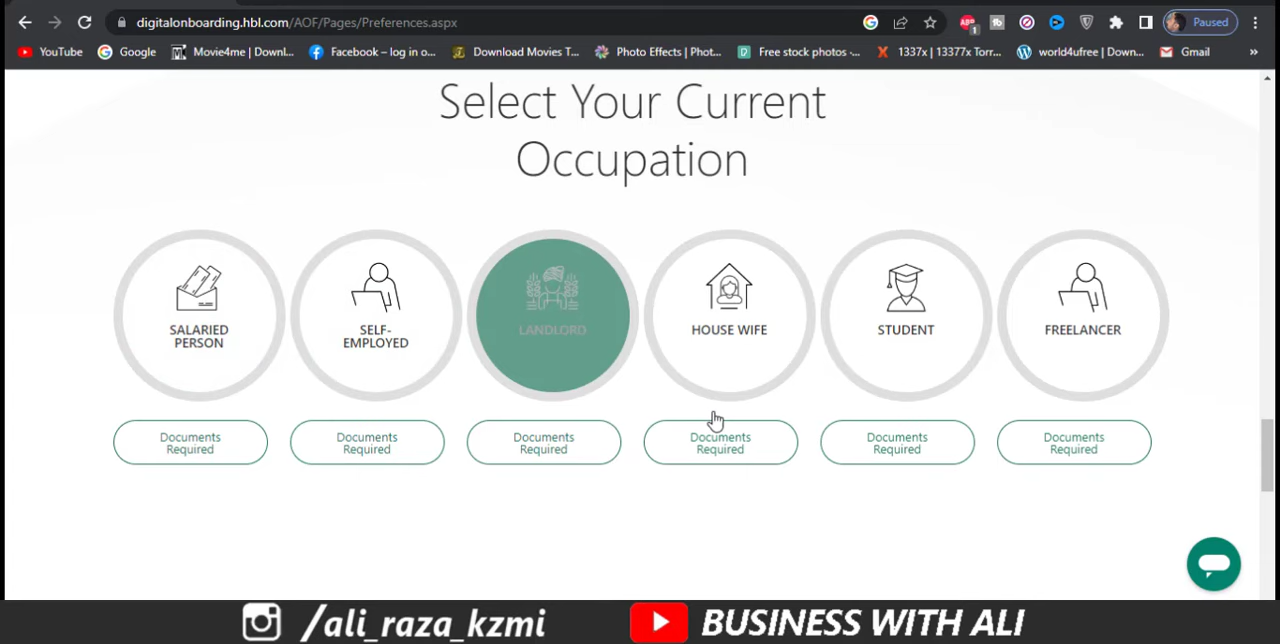 digitalonboarding.hbl.com/AOF/Pages/Preferences.aspx
ABP
1
tb
Paused
YouTube
Google
Movie4me | Downl...
Facebook – log in o...
Download Movies T...
Photo Effects | Phot...
Free stock photos -...
1337x | 13377x Torr...
world4ufree | Down...
Gmail
»
Select Your Current
Occupation
SALARIED
PERSON
SELF-
EMPLOYED
LANDLORD
HOUSE WIFE
STUDENT
FREELANCER
Documents
Required
Documents
Required
Documents
Required
Documents
Required
Documents
Required
Documents
Required
/ali_raza_kzmi
BUSINESS WITH ALI